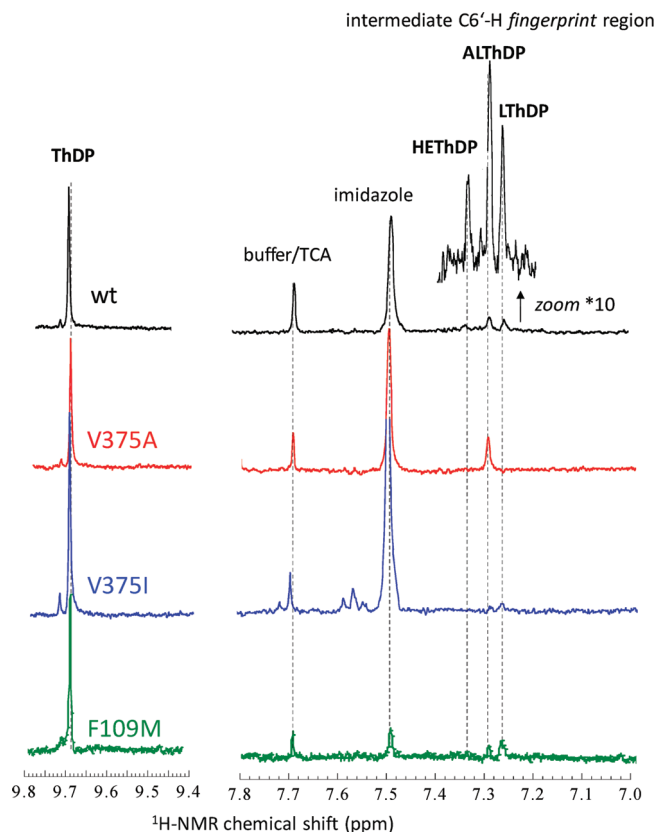 intermediate C6‘-H fingerprint region
ALThDP
LThDP
HEThDP
ThDP
imidazole
buffer/TCA
wt
zoom *10
V375A
V375I
F109M
9.8 9.7 9.6 9.5 9.4
7.8 7.7 7.6 7.5 7.4 7.3 7.2 7.1 7.0
¹H-NMR chemical shift (ppm)